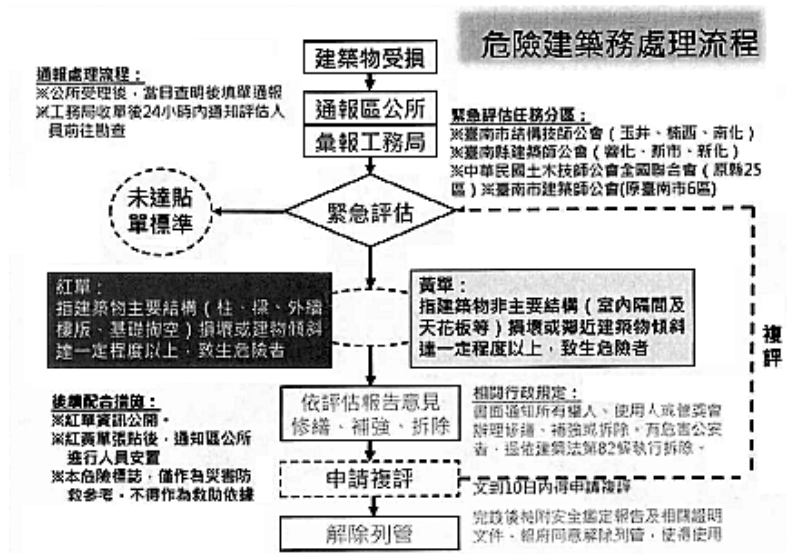 危險建築務處理流程
建築物受損
通報處理流程：
※公所受理後，當日查明後填單通報
※工務局收單後24小時內通知評估人
員前往勘查
通報區公所
彙報工務局
緊急評估任務分區：
※臺南市結構技師公會（玉井、楠西、南化）
※臺南縣建築師公會（善化、新市、新化）
※中華民國土木技師公會全國聯合會（原縣25
區）※臺南市建築師公會(原臺南市6區)
未達貼
單標準
緊急評估
紅單：
指建築物主要結構（柱、樑、外牆
樓版、基礎掏空）損壞或建物傾斜
達一定程度以上，致生危險者
黃單：
指建築物非主要結構（室內隔間及
天花板等）損壞或鄰近建築物傾斜
達一定程度以上，致生危險者
複評
後續配合措施：
※紅單資訊公開。
※紅黃單張貼後，通知區公所
進行人員安置
※本危險標誌，僅作為災害防
救參考，不得作為救助依據
依評估報告意見
修繕、補強、拆除
相關行政規定：
書面通知所有權人、使用人或管委會
辦理修繕、補強或拆除。有危害公安
者，逕依建築法第82條執行拆除。
申請複評
文到10日內得申請複評
解除列管
完竣後檢附安全鑑定報告及相關證明
文件，報府同意解除列管，使得使用